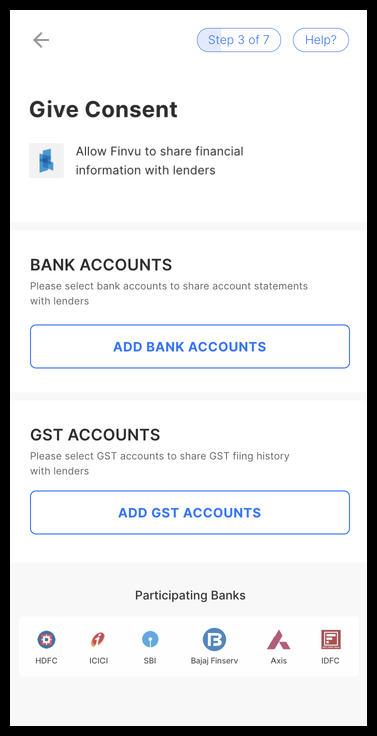 Step 3 of 7
Help?
Give Consent
Allow Finvu to share financial
information with lenders
BANK ACCOUNTS
Please select bank accounts to share account statements
with lenders
ADD BANK ACCOUNTS
GST ACCOUNTS
Please select GST accounts to share GST fiing history
with lenders
ADD GST ACCOUNTS
Participating Banks
HDFC
ICICI
SBI
Bajaj Finserv
Axis
IDFC